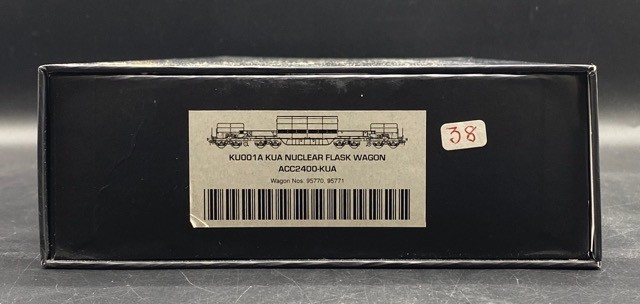 KU001A KUA NUCLEAR FLASK WAGON
ACC2400-KUA
Wagon Nos. 95770, 95771
38